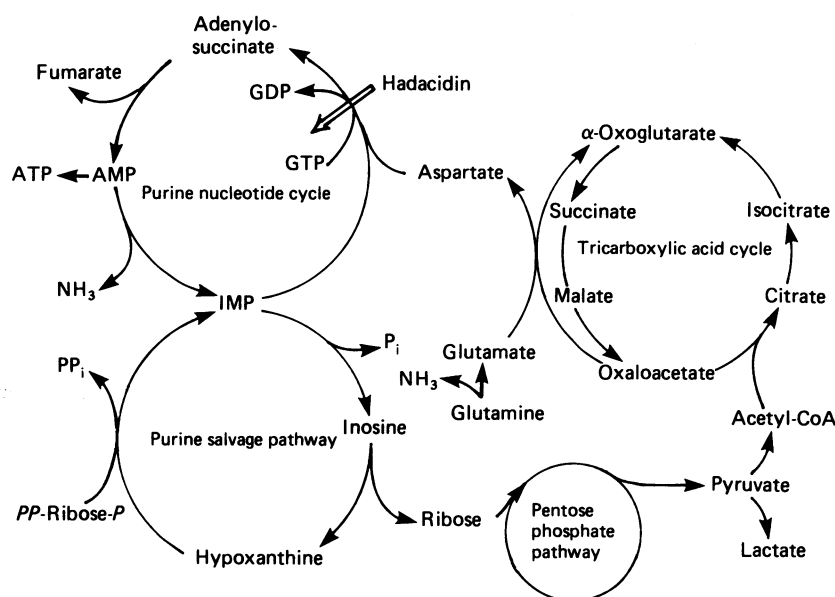 Adenylo-
succinate
Fumarate
GDP
Hadacidin
α-Oxoglutarate
GTP
ATP
AMP
Aspartate
Purine nucleotide cycle
Succinate
Isocitrate
Tricarboxylic acid cycle
NH₃
IMP
Malate
Citrate
Pᵢ
PPᵢ
Glutamate
NH₃
Oxaloacetate
Glutamine
Acetyl-CoA
Inosine
Purine salvage pathway
Pyruvate
PP-Ribose-P
Ribose
Pentose
phosphate
pathway
Hypoxanthine
Lactate